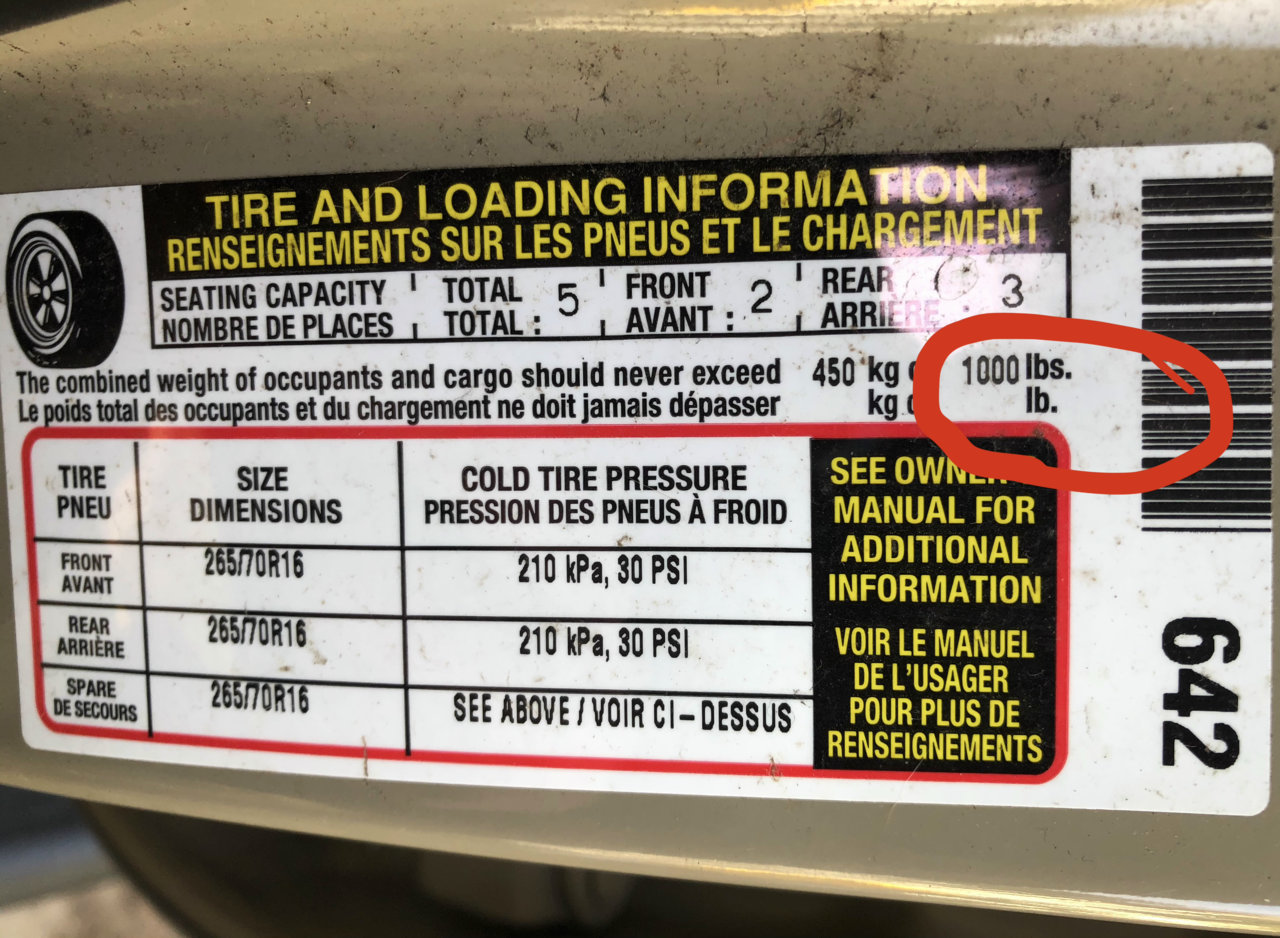 TIRE AND LOADING INFORMATION
RENSEIGNEMENTS SUR LES PNEUS ET LE CHARGEMENT
SEATING CAPACITY TOTAL 5 FRONT 2 REAR 3
NOMBRE DE PLACES TOTAL : AVANT : ARRIÈRE :
The combined weight of occupants and cargo should never exceed 450 kg 1000 lbs.
Le poids total des occupants et du chargement ne doit jamais dépasser kg lb.
TIRE SIZE COLD TIRE PRESSURE
PNEU DIMENSIONS PRESSION DES PNEUS À FROID
FRONT 265/70R16 210 kPa, 30 PSI
AVANT
REAR 265/70R16 210 kPa, 30 PSI
ARRIÈRE
SPARE 265/70R16 SEE ABOVE / VOIR CI-DESSUS
DE SECOURS
SEE
MANUAL FOR
ADDITIONAL
INFORMATION
VOIR LE MANUEL
DE L'USAGER
POUR PLUS DE
RENSEIGNEMENTS
642